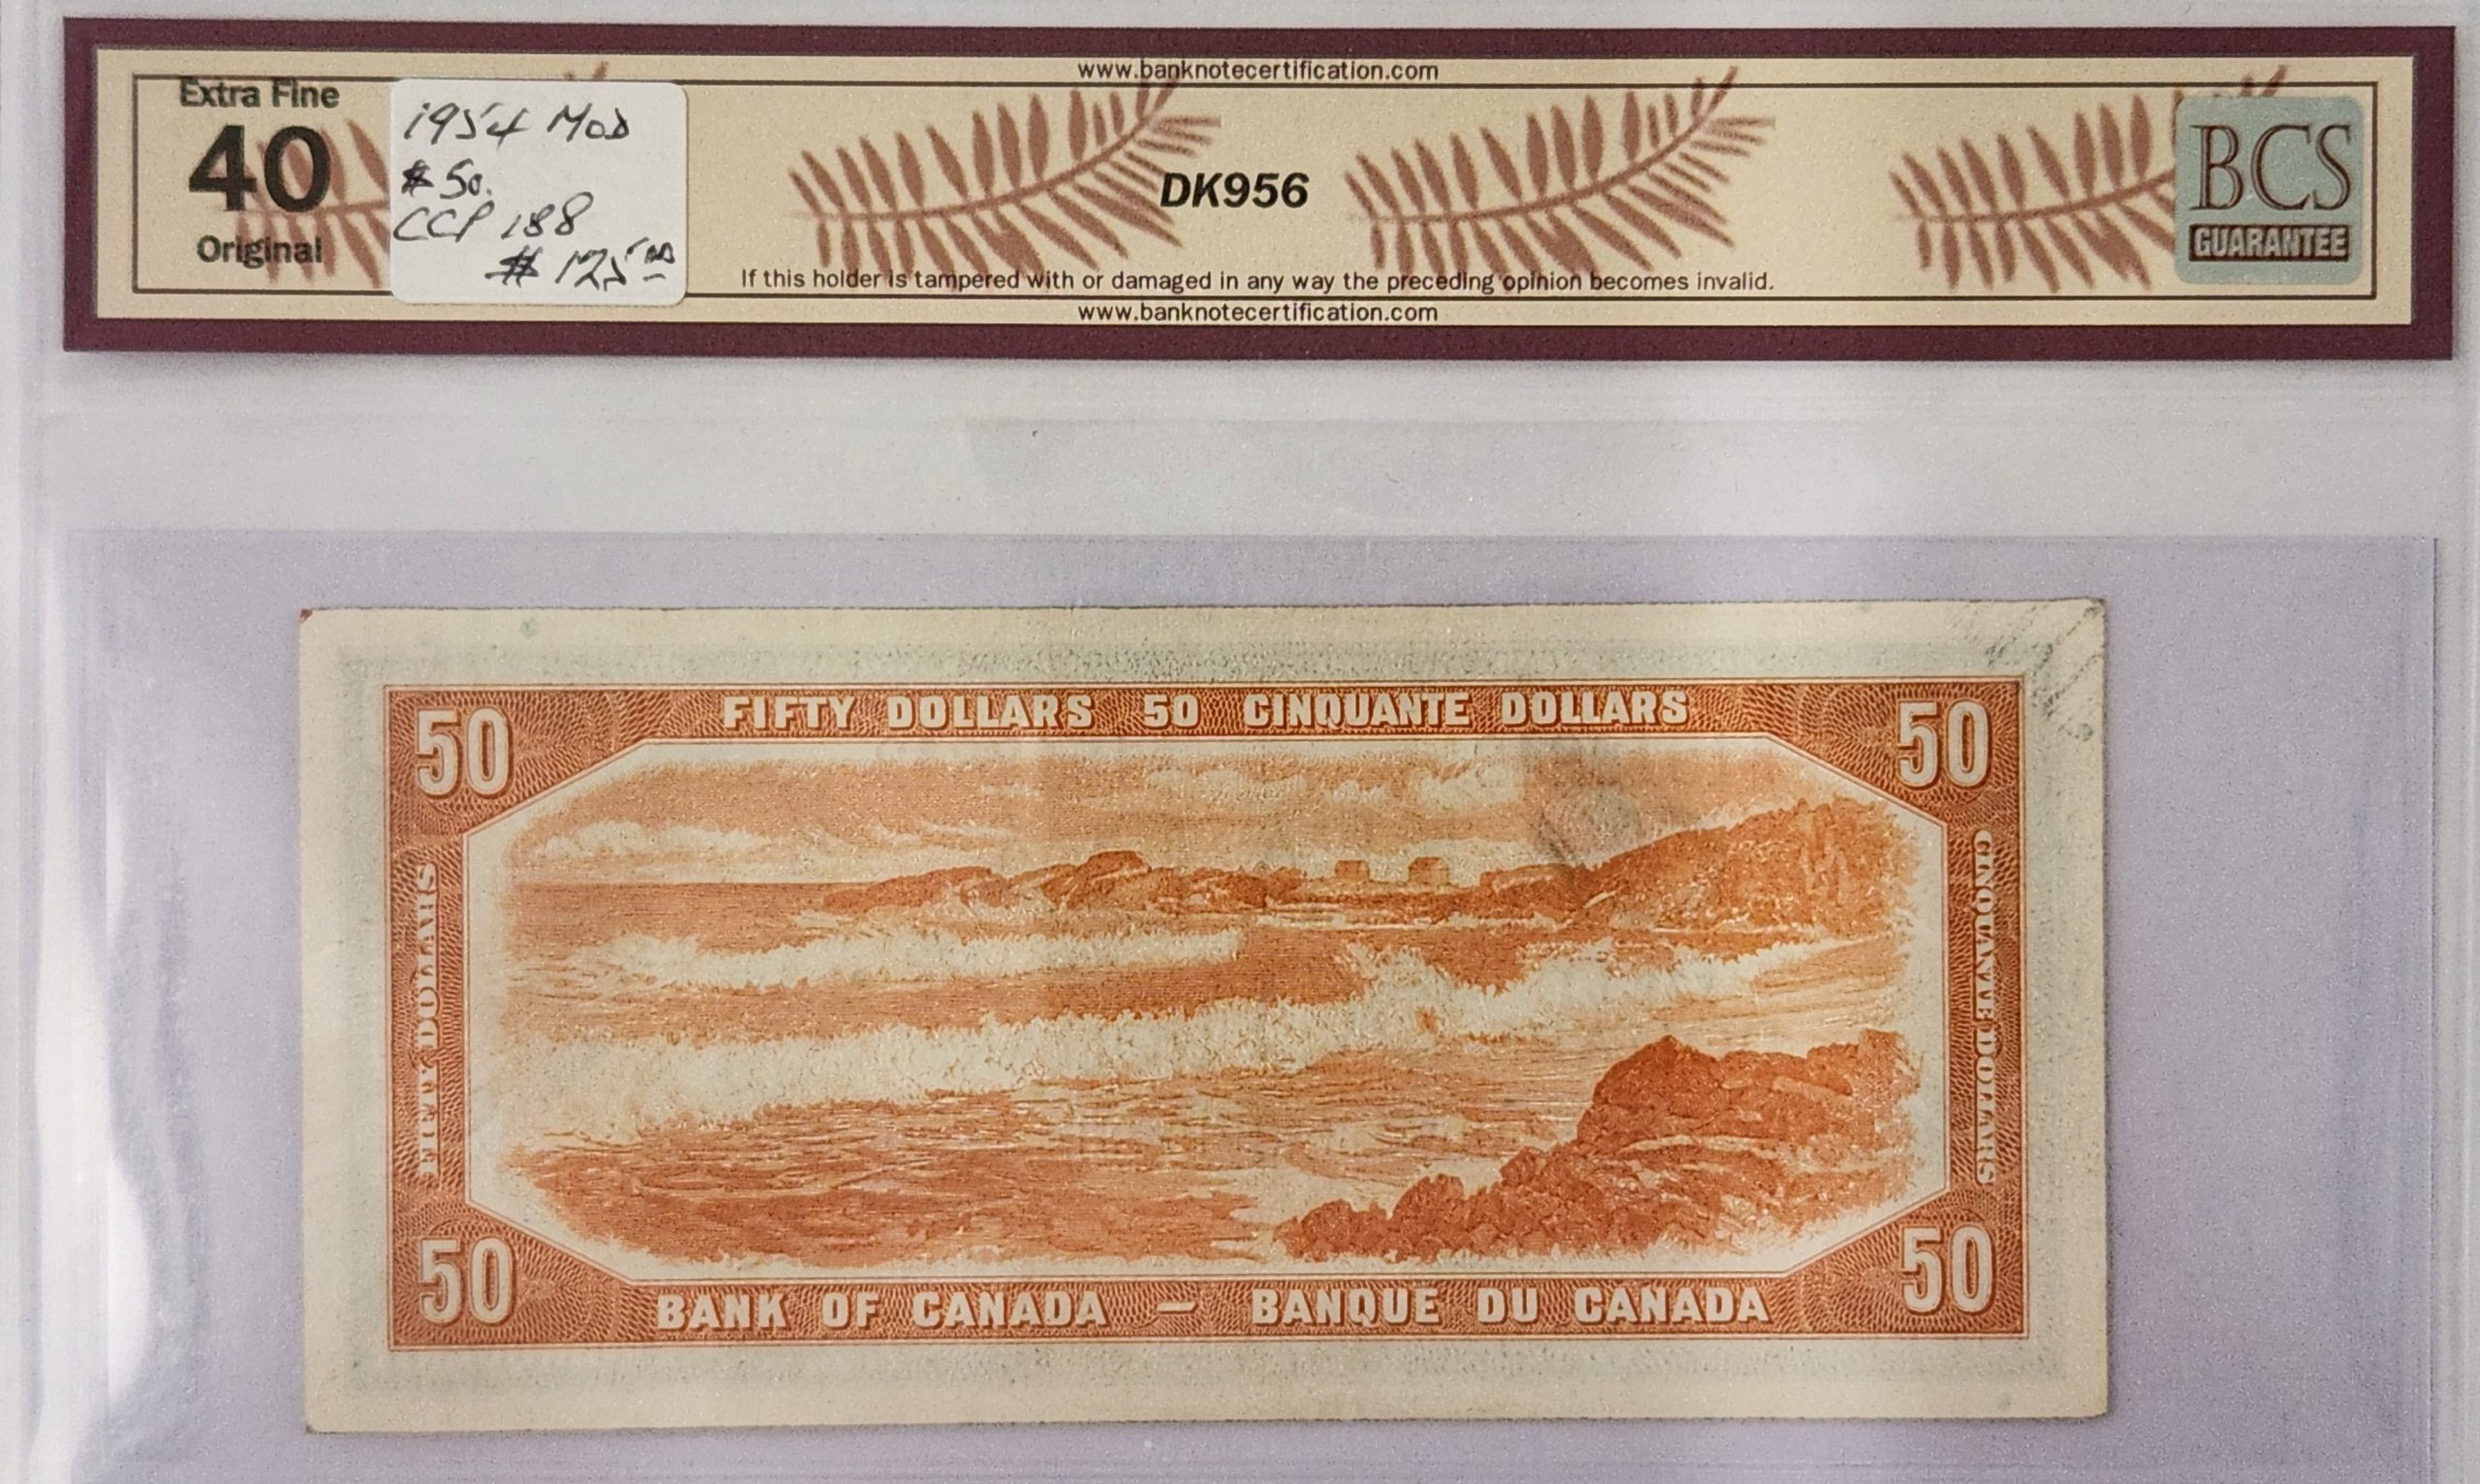 www.banknotecertification.com
Extra Fine
40
Original
1954 MOD
$50.
CCP 188
$125.00
DK956
BCS
GUARANTEE
If this holder is tampered with or damaged in any way the preceding opinion becomes invalid.
www.banknotecertification.com
50
FIFTY DOLLARS 50 CINQUANTE DOLLARS
50
FIFTY DOLLARS
CINQUANTE DOLLARS
50
BANK OF CANADA – BANQUE DU CANADA
50